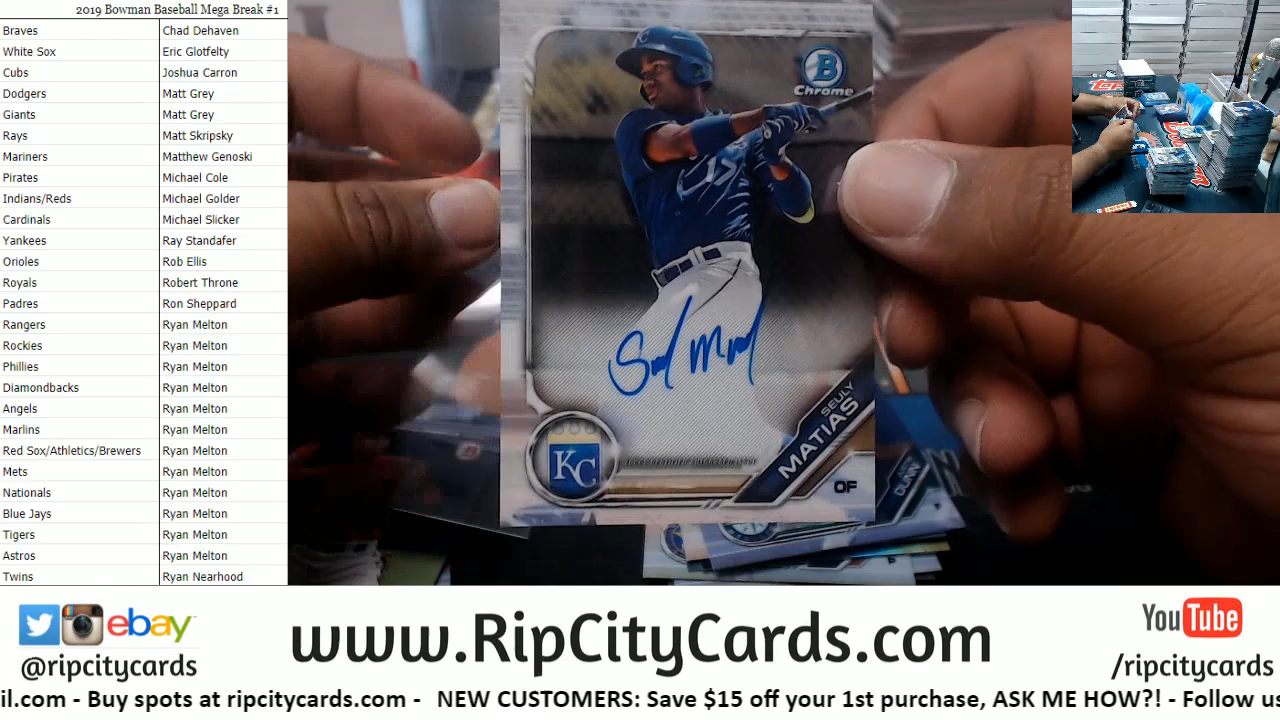 2019 Bowman Baseball Mega Break #1
Braves Chad Dehaven
White Sox Eric Glotfelty
Cubs Joshua Carron
Dodgers Matt Grey
Giants Matt Grey
Rays Matt Skripsky
Mariners Matthew Genoski
Pirates Michael Cole
Indians/Reds Michael Golder
Cardinals Michael Slicker
Yankees Ray Standafer
Orioles Rob Ellis
Royals Robert Throne
Padres Ron Sheppard
Rangers Ryan Melton
Rockies Ryan Melton
Phillies Ryan Melton
Diamondbacks Ryan Melton
Angels Ryan Melton
Marlins Ryan Melton
Red Sox/Athletics/Brewers Ryan Melton
Mets Ryan Melton
Nationals Ryan Melton
Blue Jays Ryan Melton
Tigers Ryan Melton
Astros Ryan Melton
Twins Ryan Nearhood
B
Chrome
SEULY
MATIAS
OF
KC
DUNN
ebay
@ripcitycards
www.RipCityCards.com
YouTube
/ripcitycards
il.com - Buy spots at ripcitycards.com - NEW CUSTOMERS: Save $15 off your 1st purchase, ASK ME HOW?! - Follow us